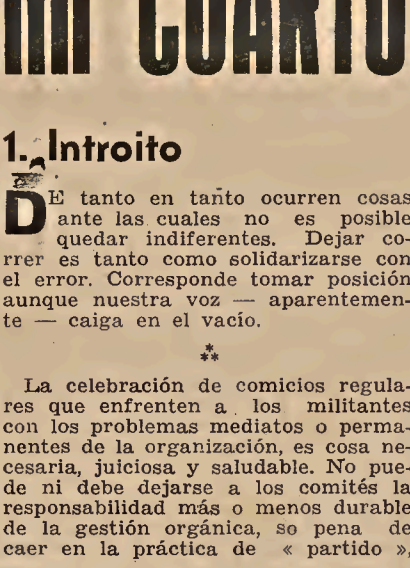 MI CUARTO
1. Introito
DE tanto en tanto ocurren cosas
ante las cuales no es posible
quedar indiferentes. Dejar co-
rrer es tanto como solidarizarse con
el error. Corresponde tomar posición
aunque nuestra voz — aparentemen-
te — caiga en el vacío.
***
La celebración de comicios regula-
res que enfrenten a los militantes
con los problemas mediatos o perma-
nentes de la organización, es cosa ne-
cesaria, juiciosa y saludable. No pue-
de ni debe dejarse a los comités la
responsabilidad más o menos durable
de la gestión orgánica, so pena de
caer en la práctica de « partido »,